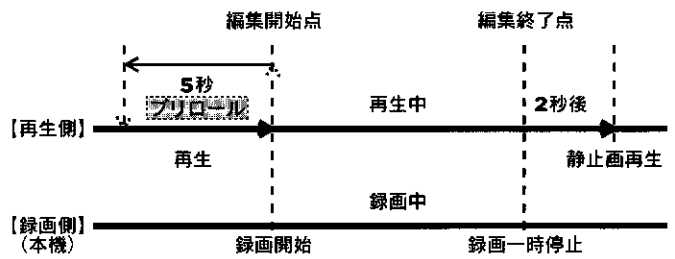 編集開始点 編集終了点
5秒
プリロール 再生中 2秒後
【再生側】
再生 静止画再生
録画中
【録画側】
(本機) 録画開始 録画一時停止